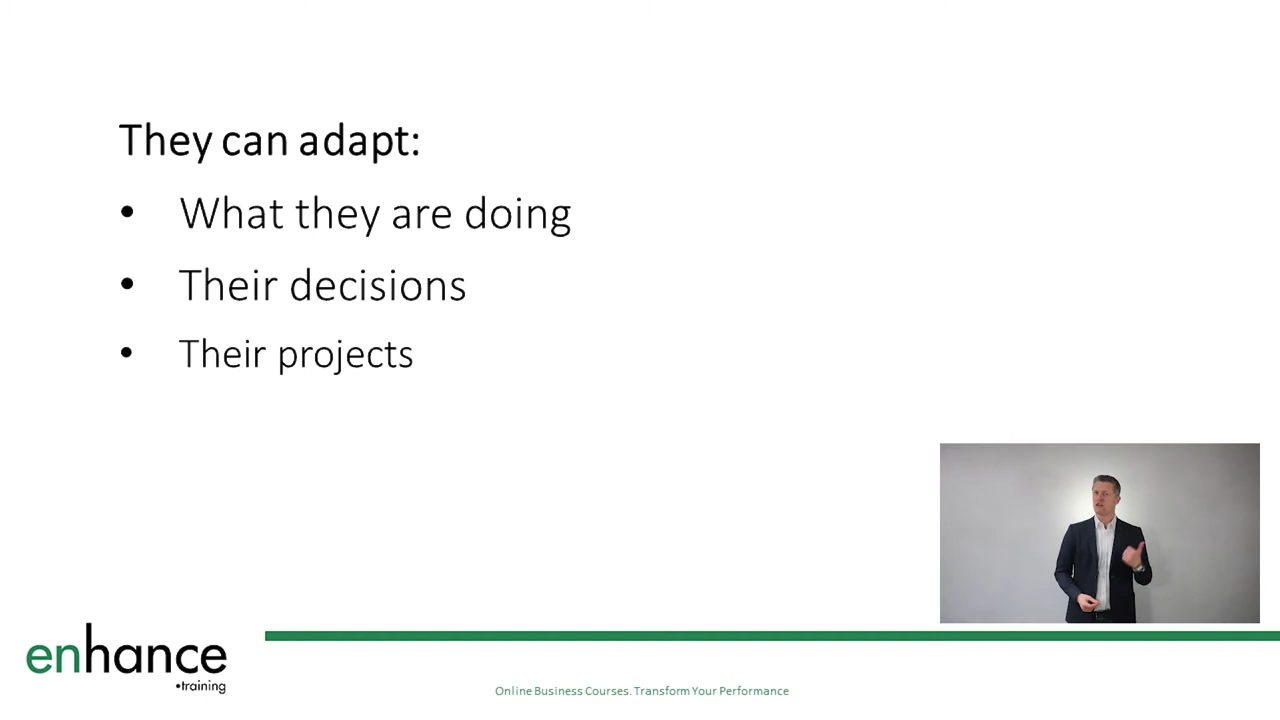 They can adapt:
• What they are doing
• Their decisions
• Their projects
enhance
•training
Online Business Courses. Transform Your Performance